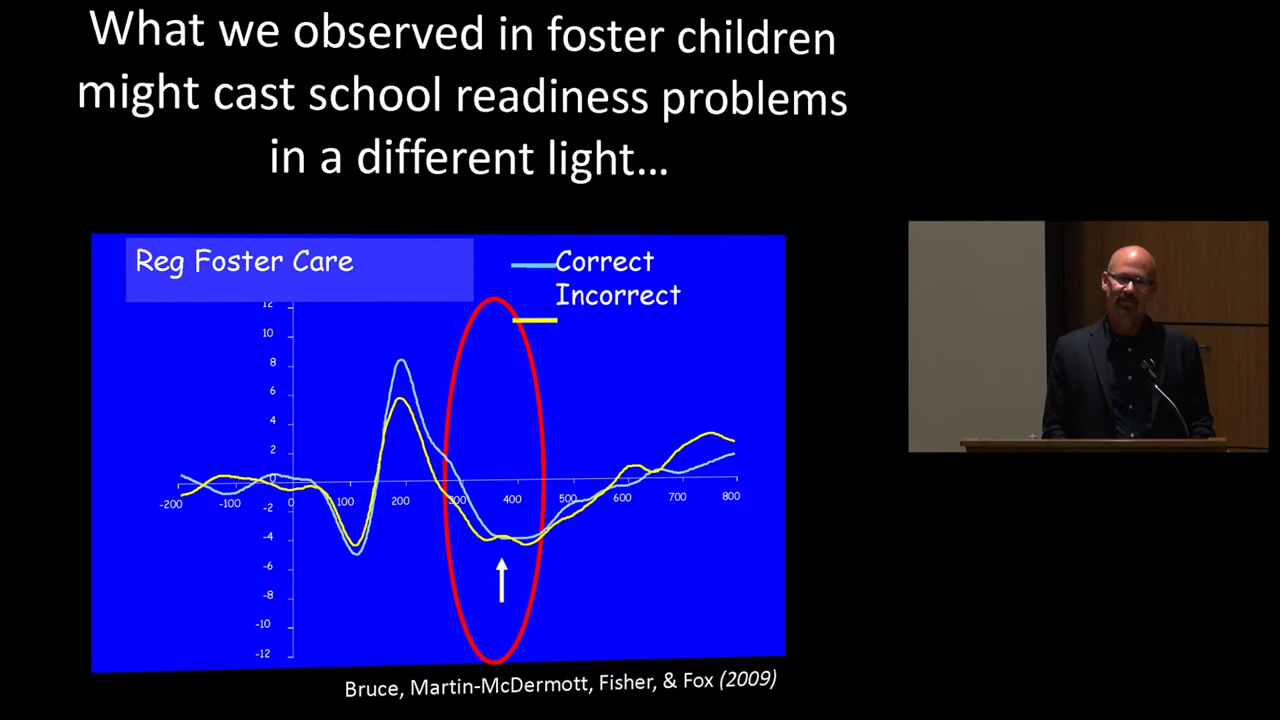 What we observed in foster children
might cast school readiness problems
in a different light...
Reg Foster Care
Correct
Incorrect
12
10
8
6
4
2
0
-2
-4
-6
-8
-10
-12
-200 -100 0 100 200 300 400 500 600 700 800
Bruce, Martin-McDermott, Fisher, & Fox (2009)